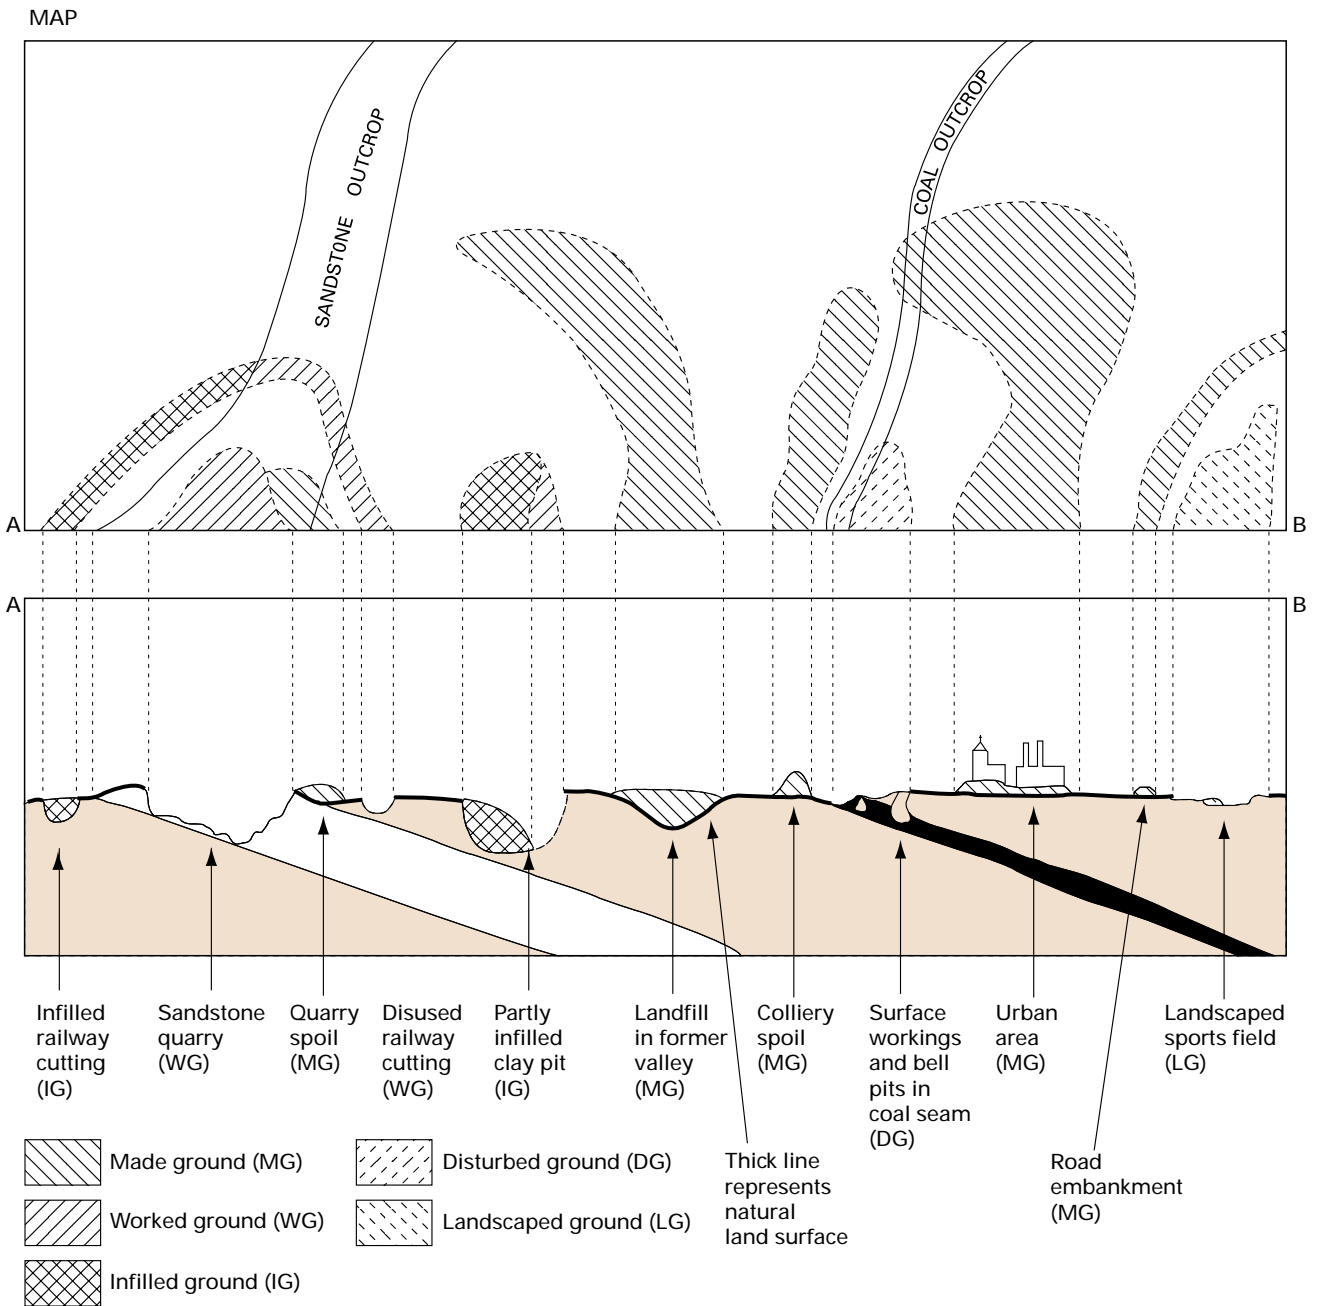 MAP
SANDSTONE OUTCROP
COAL OUTCROP
A
B
A
B
Infilled
railway
cutting
(IG)
Sandstone
quarry
(WG)
Quarry
spoil
(MG)
Disused
railway
cutting
(WG)
Partly
infilled
clay pit
(IG)
Landfill
in former
valley
(MG)
Colliery
spoil
(MG)
Surface
workings
and bell
pits in
coal seam
(DG)
Urban
area
(MG)
Landscaped
sports field
(LG)
Thick line
represents
natural
land surface
Road
embankment
(MG)
Made ground (MG)
Worked ground (WG)
Infilled ground (IG)
Disturbed ground (DG)
Landscaped ground (LG)